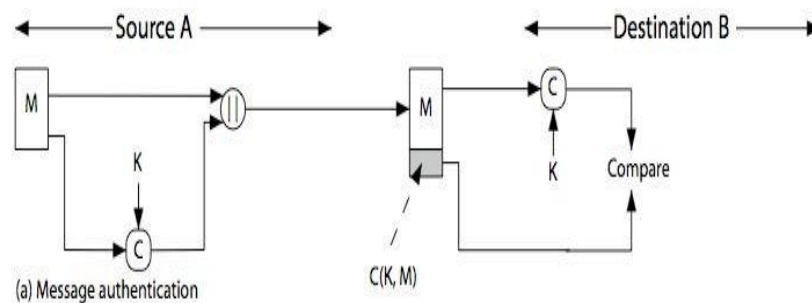 Source A
Destination B
M
||
M
C
K
K
Compare
C
C(K, M)
(a) Message authentication